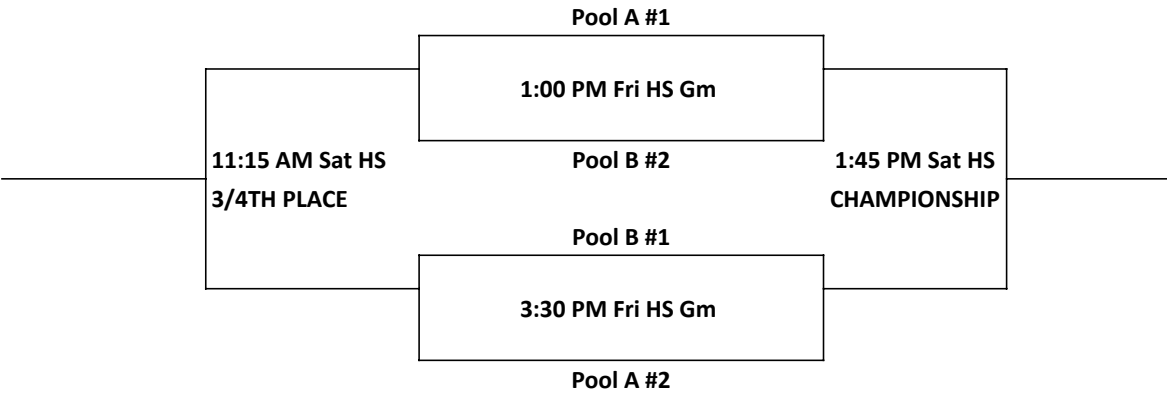 Pool A #1
1:00 PM Fri HS Gm
11:15 AM Sat HS
3/4TH PLACE
Pool B #2
1:45 PM Sat HS
CHAMPIONSHIP
Pool B #1
3:30 PM Fri HS Gm
Pool A #2